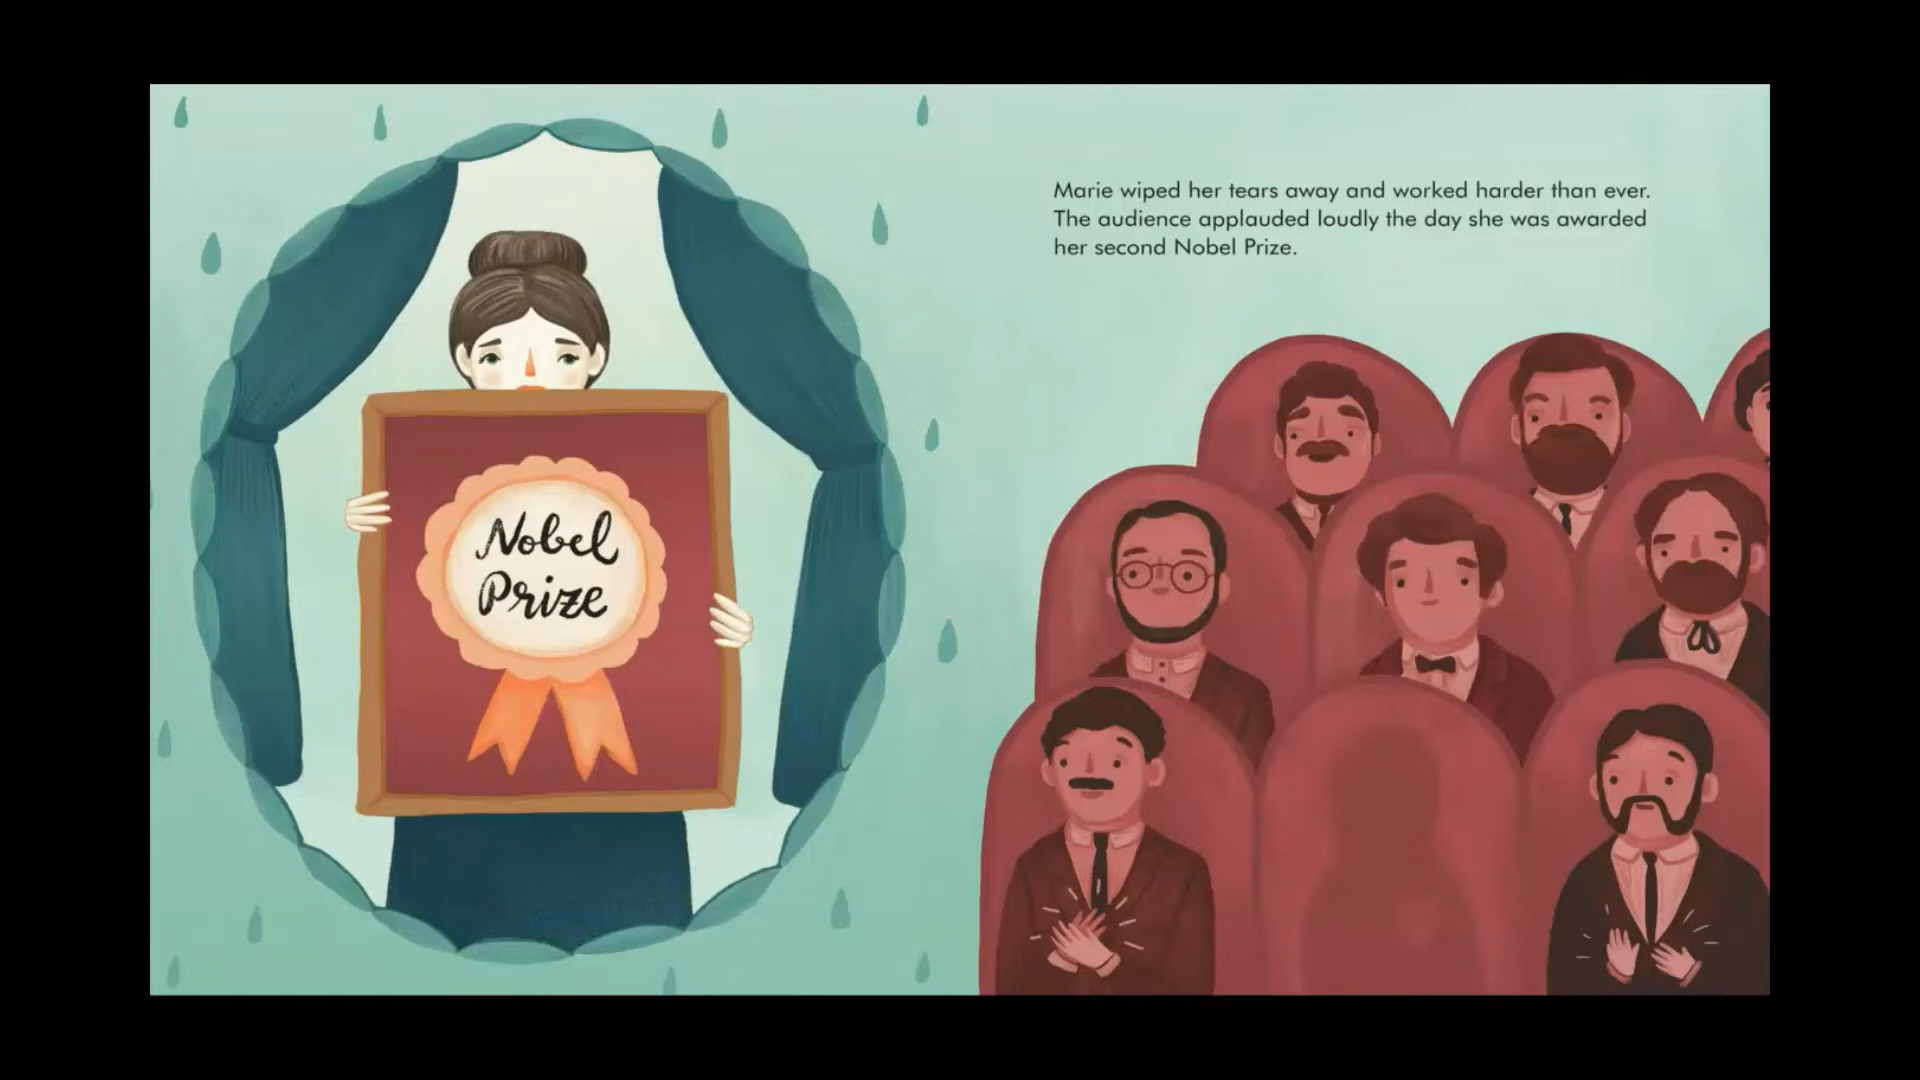 Nobel
Prize
Marie wiped her tears away and worked harder than ever.
The audience applauded loudly the day she was awarded
her second Nobel Prize.